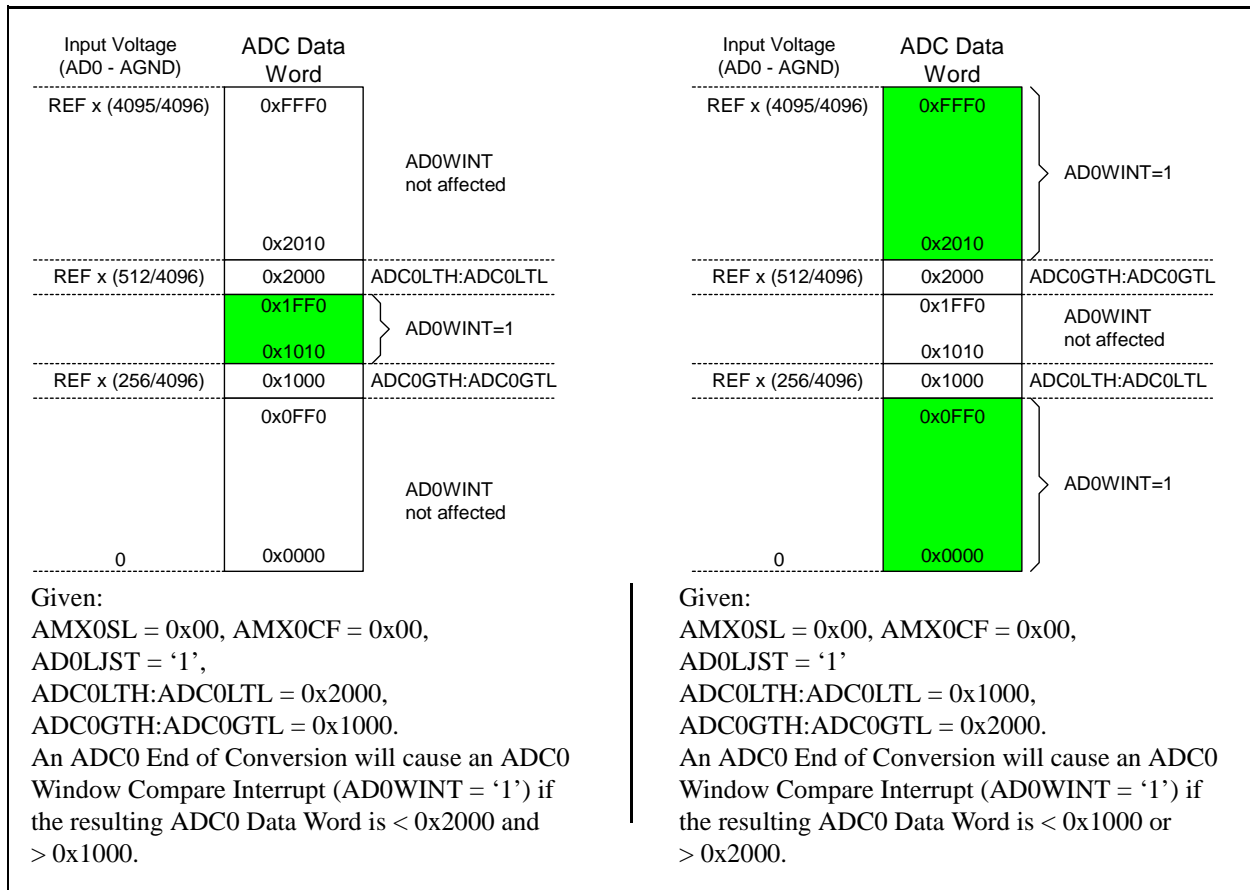 Input Voltage
(AD0 - AGND)
ADC Data
Word
REF x (4095/4096)
0xFFF0
AD0WINT
not affected
0x2010
REF x (512/4096)
0x2000
ADC0LTH:ADC0LTL
0x1FF0
AD0WINT=1
0x1010
REF x (256/4096)
0x1000
ADC0GTH:ADC0GTL
0x0FF0
AD0WINT
not affected
0
0x0000
Given:
AMX0SL = 0x00, AMX0CF = 0x00,
AD0LJST = ‘1’,
ADC0LTH:ADC0LTL = 0x2000,
ADC0GTH:ADC0GTL = 0x1000.
An ADC0 End of Conversion will cause an ADC0
Window Compare Interrupt (AD0WINT = ‘1’) if
the resulting ADC0 Data Word is < 0x2000 and
> 0x1000.
Input Voltage
(AD0 - AGND)
ADC Data
Word
REF x (4095/4096)
0xFFF0
AD0WINT=1
0x2010
REF x (512/4096)
0x2000
ADC0GTH:ADC0GTL
0x1FF0
AD0WINT
not affected
0x1010
REF x (256/4096)
0x1000
ADC0LTH:ADC0LTL
0x0FF0
AD0WINT=1
0
0x0000
Given:
AMX0SL = 0x00, AMX0CF = 0x00,
AD0LJST = ‘1’
ADC0LTH:ADC0LTL = 0x1000,
ADC0GTH:ADC0GTL = 0x2000.
An ADC0 End of Conversion will cause an ADC0
Window Compare Interrupt (AD0WINT = ‘1’) if
the resulting ADC0 Data Word is < 0x1000 or
> 0x2000.